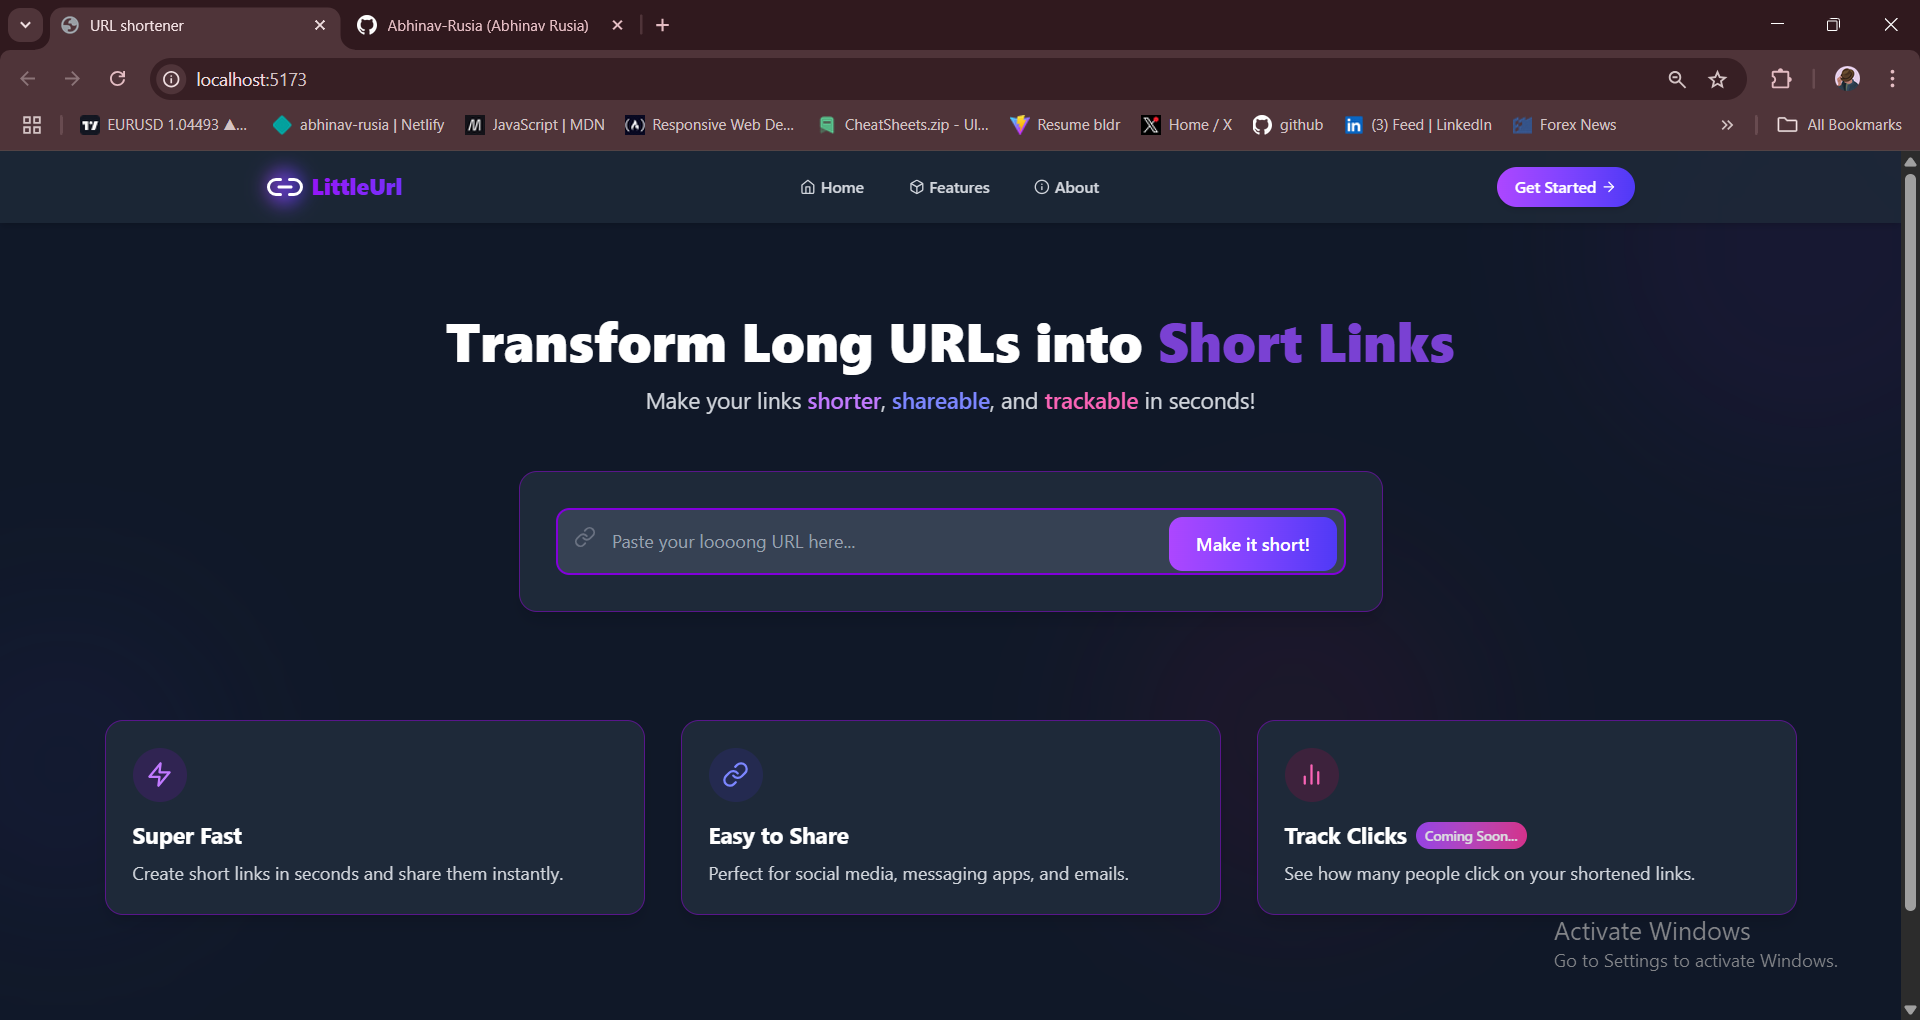 URL shortener
Abhinav-Rusia (Abhinav Rusia)
localhost:5173
EURUSD 1.04493 ▲...
abhinav-rusia | Netlify
JavaScript | MDN
Responsive Web De...
CheatSheets.zip - UI...
Resume bldr
Home / X
github
(3) Feed | LinkedIn
Forex News
All Bookmarks
LittleUrl
Home
Features
About
Get Started →
Transform Long URLs into Short Links
Make your links shorter, shareable, and trackable in seconds!
Paste your loooong URL here...
Make it short!
Super Fast
Create short links in seconds and share them instantly.
Easy to Share
Perfect for social media, messaging apps, and emails.
Track Clicks Coming Soon...
See how many people click on your shortened links.
Activate Windows
Go to Settings to activate Windows.